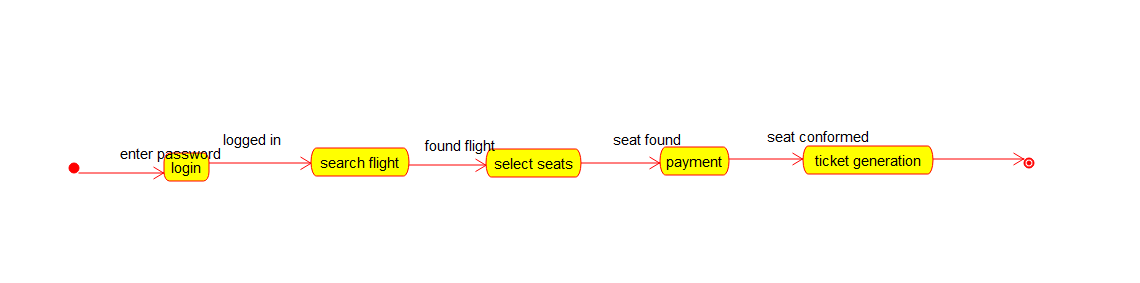 enter password
login
logged in
search flight
found flight
select seats
seat found
payment
seat conformed
ticket generation